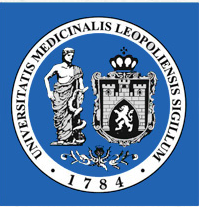 UNIVERSITATIS MEDICINALIS LEOPOLIENSIS SIGILLUM
· 1784 ·